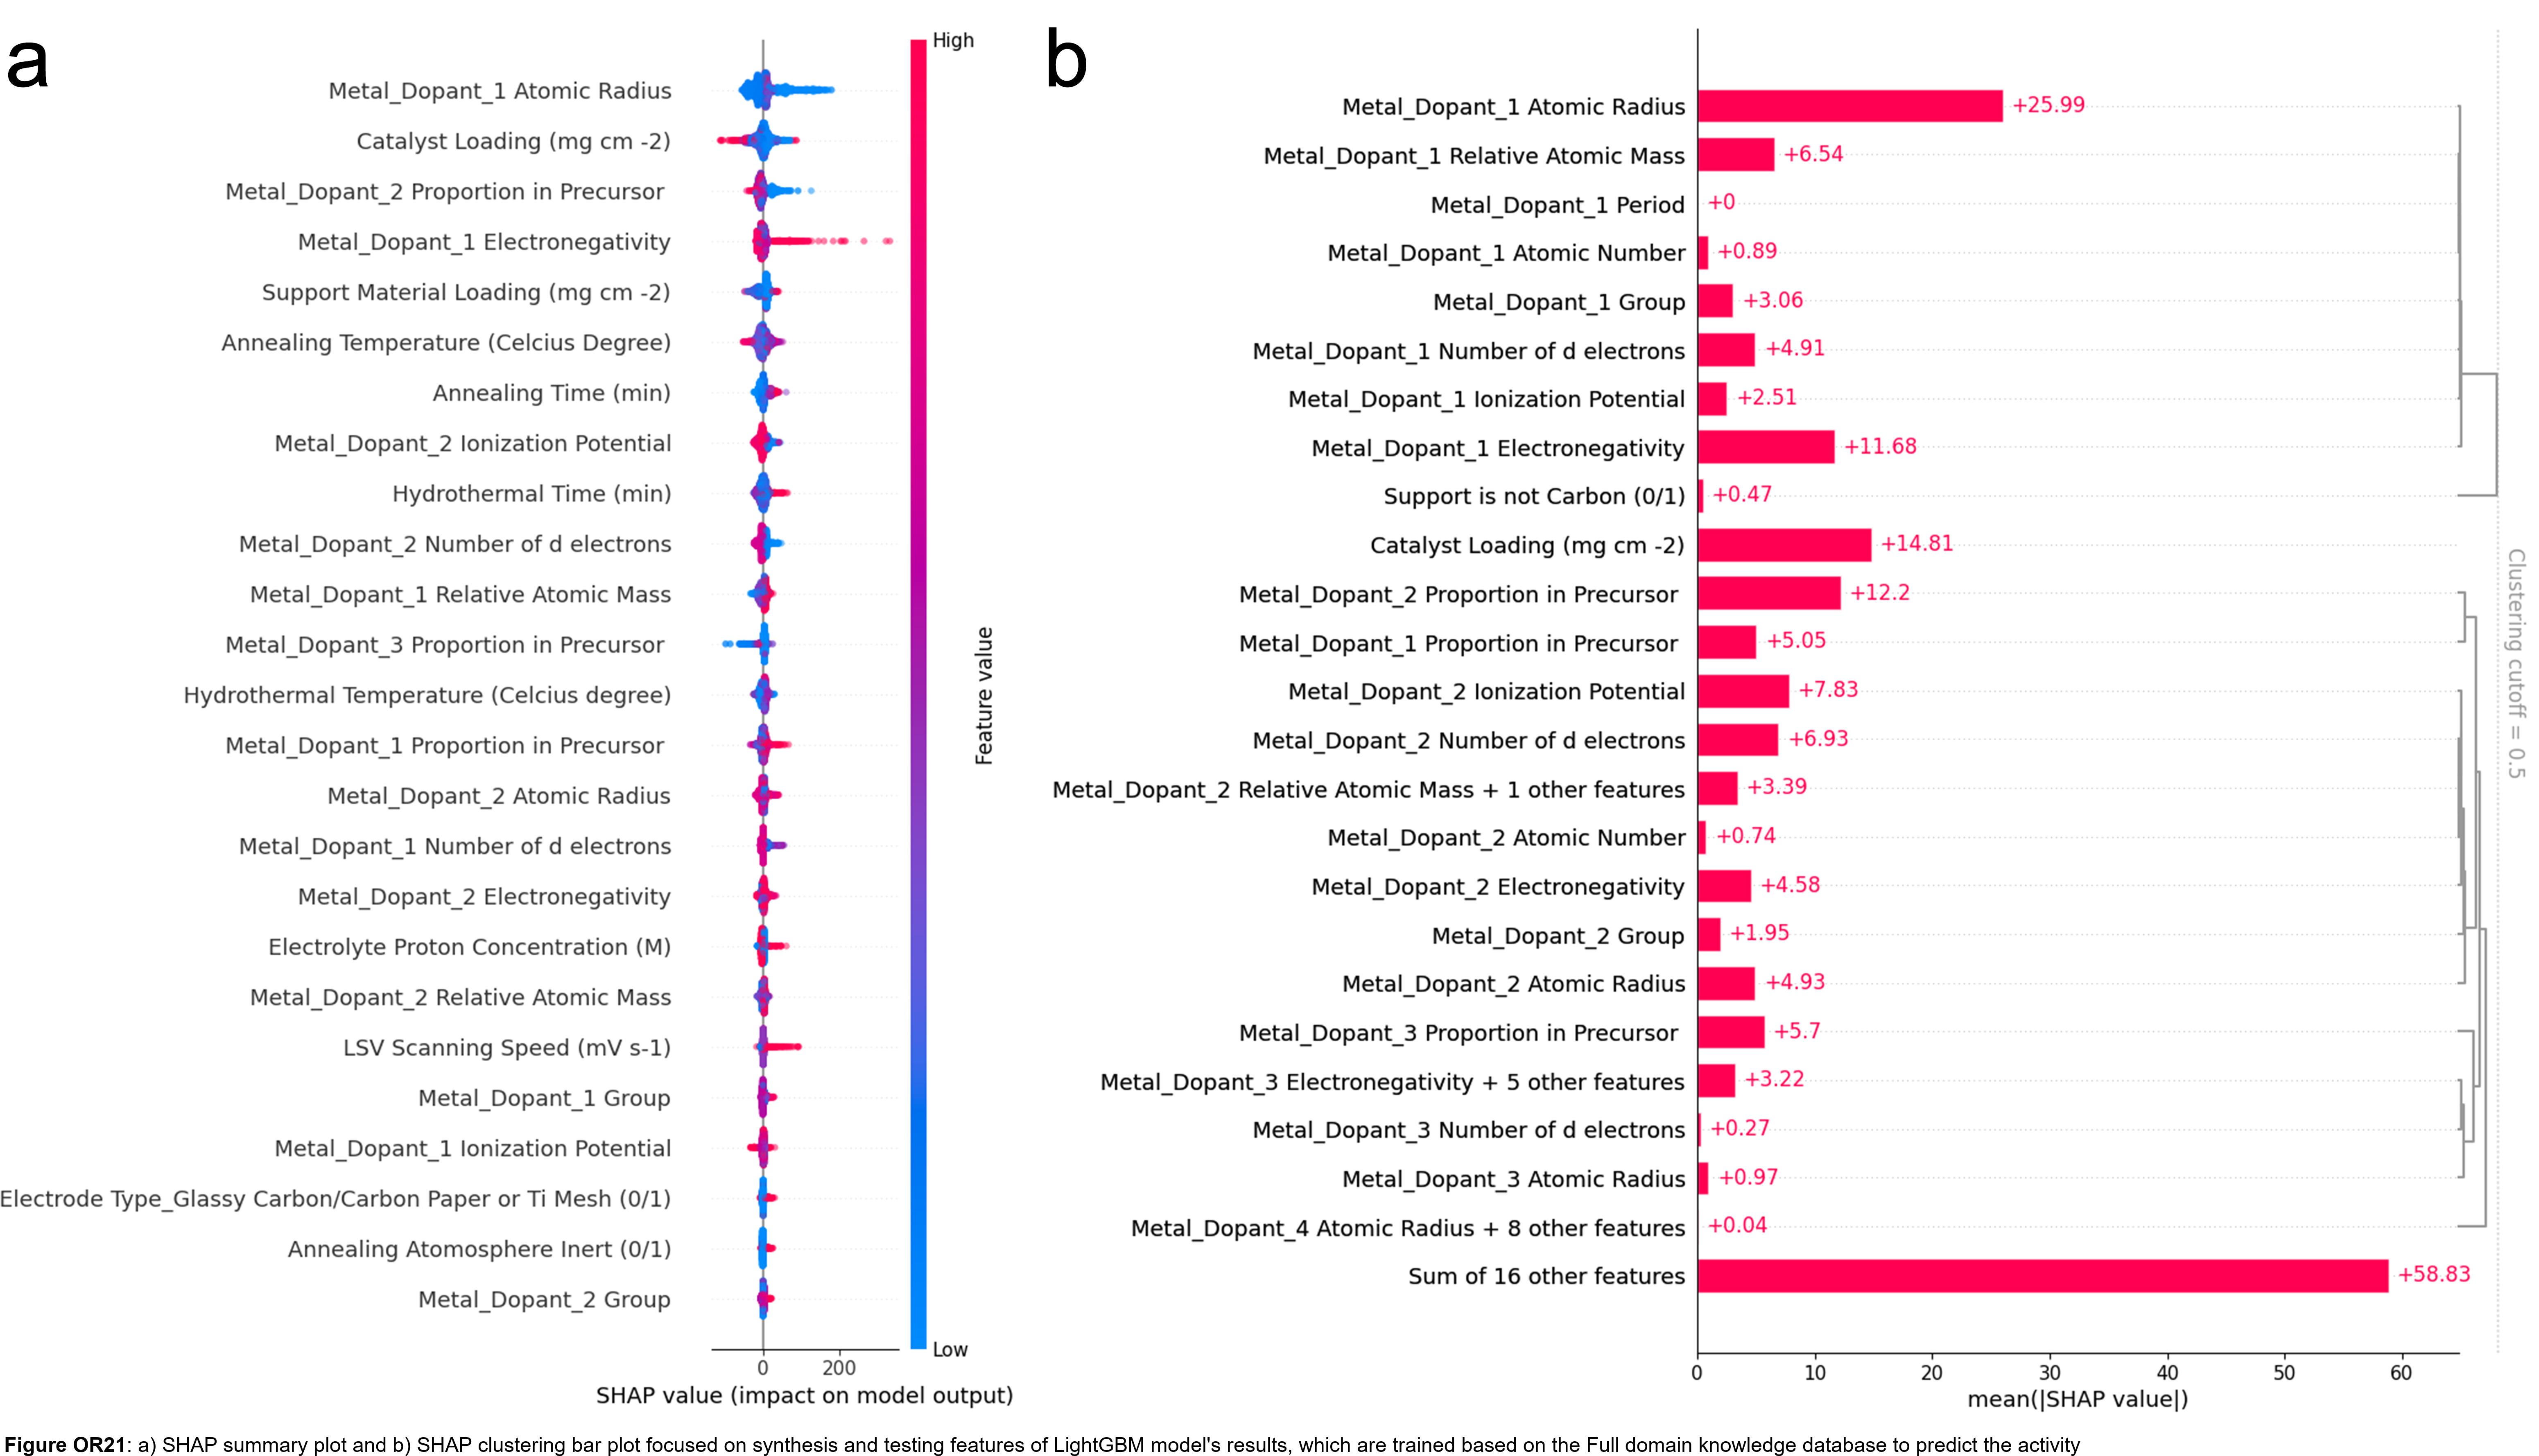 a
High
Metal_Dopant_1 Atomic Radius
Catalyst Loading (mg cm -2)
Metal_Dopant_2 Proportion in Precursor
Metal_Dopant_1 Electronegativity
Support Material Loading (mg cm -2)
Annealing Temperature (Celcius Degree)
Annealing Time (min)
Metal_Dopant_2 Ionization Potential
Hydrothermal Time (min)
Metal_Dopant_2 Number of d electrons
Metal_Dopant_1 Relative Atomic Mass
Metal_Dopant_3 Proportion in Precursor
Hydrothermal Temperature (Celcius degree)
Metal_Dopant_1 Proportion in Precursor
Metal_Dopant_2 Atomic Radius
Metal_Dopant_1 Number of d electrons
Metal_Dopant_2 Electronegativity
Electrolyte Proton Concentration (M)
Metal_Dopant_2 Relative Atomic Mass
LSV Scanning Speed (mV s-1)
Metal_Dopant_1 Group
Metal_Dopant_1 Ionization Potential
Electrode Type_Glassy Carbon/Carbon Paper or Ti Mesh (0/1)
Annealing Atomosphere Inert (0/1)
Metal_Dopant_2 Group
Low
Feature value
0 200
SHAP value (impact on model output)
b
Metal_Dopant_1 Atomic Radius +25.99
Metal_Dopant_1 Relative Atomic Mass +6.54
Metal_Dopant_1 Period +0
Metal_Dopant_1 Atomic Number +0.89
Metal_Dopant_1 Group +3.06
Metal_Dopant_1 Number of d electrons +4.91
Metal_Dopant_1 Ionization Potential +2.51
Metal_Dopant_1 Electronegativity +11.68
Support is not Carbon (0/1) +0.47
Catalyst Loading (mg cm -2) +14.81
Metal_Dopant_2 Proportion in Precursor +12.2
Metal_Dopant_1 Proportion in Precursor +5.05
Metal_Dopant_2 Ionization Potential +7.83
Metal_Dopant_2 Number of d electrons +6.93
Metal_Dopant_2 Relative Atomic Mass + 1 other features +3.39
Metal_Dopant_2 Atomic Number +0.74
Metal_Dopant_2 Electronegativity +4.58
Metal_Dopant_2 Group +1.95
Metal_Dopant_2 Atomic Radius +4.93
Metal_Dopant_3 Proportion in Precursor +5.7
Metal_Dopant_3 Electronegativity + 5 other features +3.22
Metal_Dopant_3 Number of d electrons +0.27
Metal_Dopant_3 Atomic Radius +0.97
Metal_Dopant_4 Atomic Radius + 8 other features +0.04
Sum of 16 other features +58.83
Clustering cutoff = 0.5
0 10 20 30 40 50 60
mean(|SHAP value|)
Figure OR21: a) SHAP summary plot and b) SHAP clustering bar plot focused on synthesis and testing features of LightGBM model's results, which are trained based on the Full domain knowledge database to predict the activity